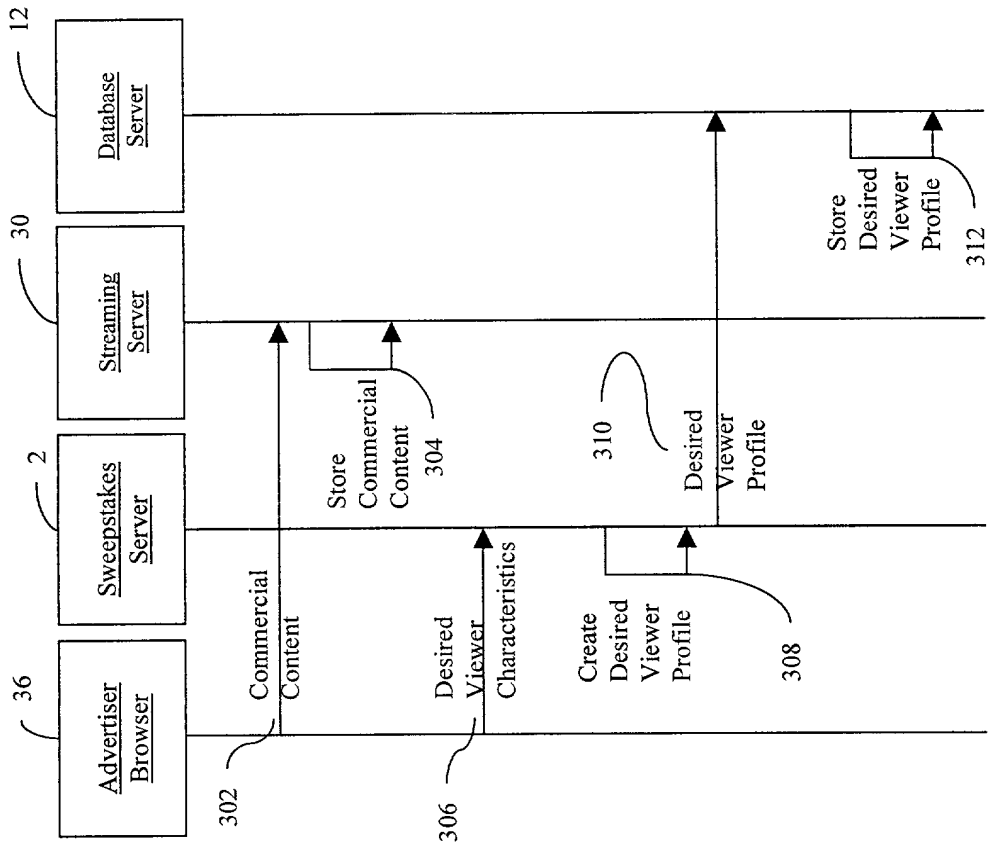 36
Advertiser
Browser
2
Sweepstakes
Server
30
Streaming
Server
12
Database
Server
302
Commercial
Content
Store
Commercial
Content
304
306
Desired
Viewer
Characteristics
Create
Desired
Viewer
Profile
308
310
Desired
Viewer
Profile
Store
Desired
Viewer
Profile
312